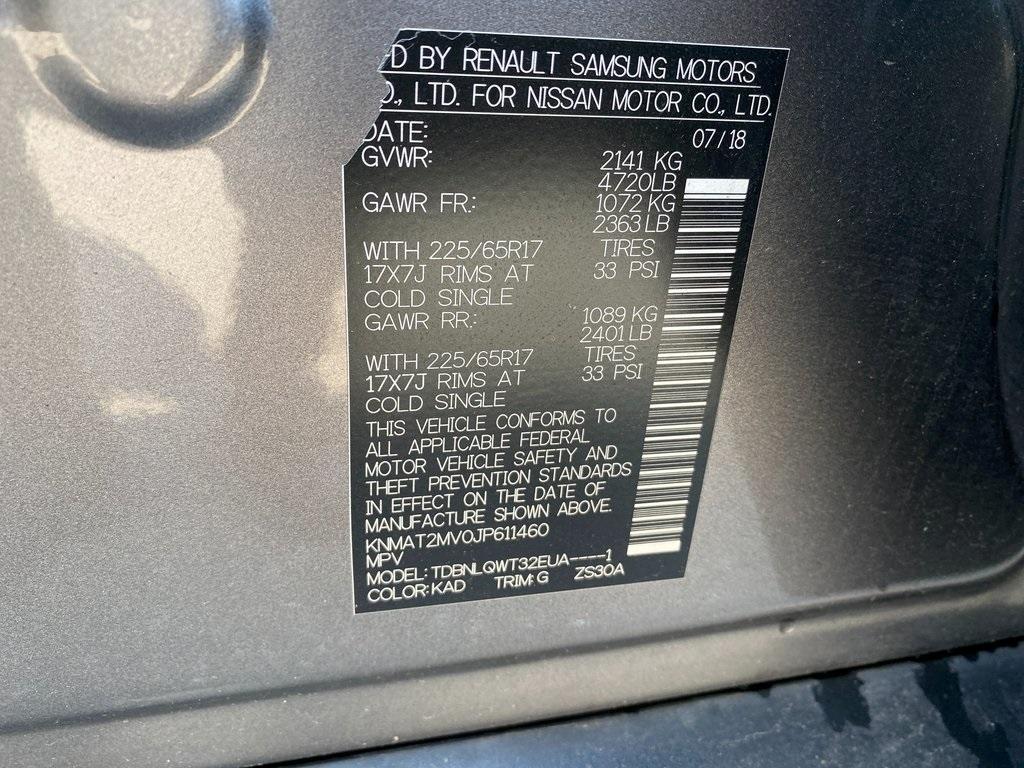 FD BY RENAULT SAMSUNG MOTORS
O., LTD. FOR NISSAN MOTOR CO., LTD.
DATE: 07/18
GVWR: 2141 KG
4720LB
GAWR FR.: 1072 KG
2363 LB
WITH 225/65R17 TIRES
17X7J RIMS AT 33 PSI
COLD SINGLE
GAWR RR.: 1089 KG
2401 LB
WITH 225/65R17 TIRES
17X7J RIMS AT 33 PSI
COLD SINGLE
THIS VEHICLE CONFORMS TO
ALL APPLICABLE FEDERAL
MOTOR VEHICLE SAFETY AND
THEFT PREVENTION STANDARDS
IN EFFECT ON THE DATE OF
MANUFACTURE SHOWN ABOVE.
KNMAT2MV0JP611460
MPV
MODEL: TDBNLQWT32EUA----1
COLOR: KAD TRIM: G ZS30A